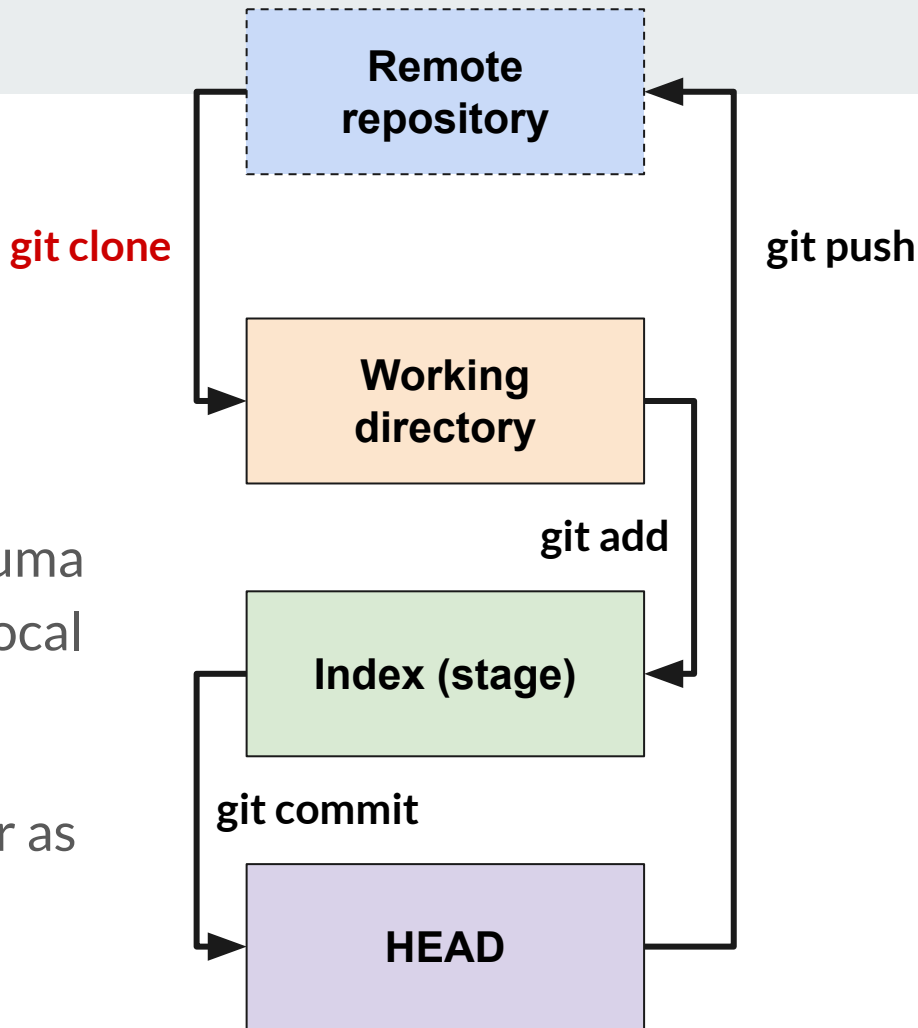 Remote
repository
git clone
git push
Working
directory
git add
uma
ocal
Index (stage)
git commit
r as
HEAD